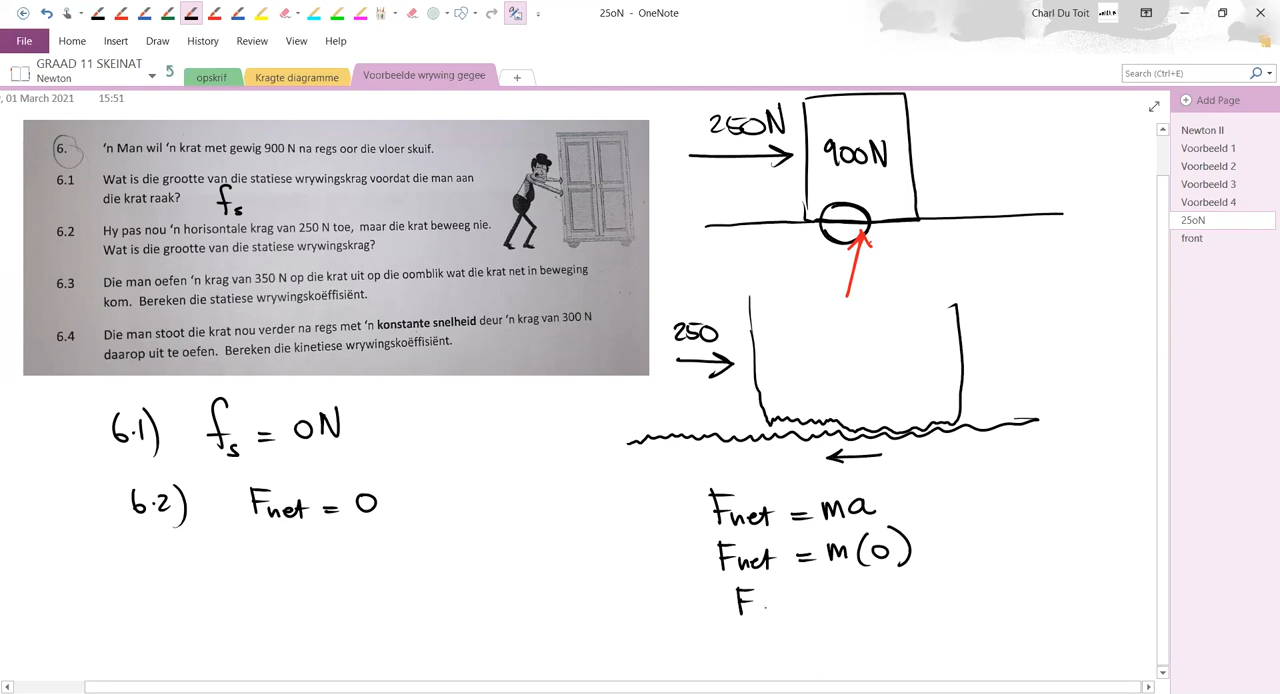 25oN - OneNote
Charl Du Toit
File Home Insert Draw History Review View Help
GRAAD 11 SKEINAT
Newton
opskrif
Kragte diagramme
Voorbeelde wrywing gegee
+
Search (Ctrl+E)
, 01 March 2021 15:51
Add Page
Newton II
Voorbeeld 1
Voorbeeld 2
Voorbeeld 3
Voorbeeld 4
25oN
front
6. 'n Man wil 'n krat met gewig 900 N na regs oor die vloer skuif.
6.1 Wat is die grootte van die statiese wrywingskrag voordat die man aan
die krat raak?
fs
6.2 Hy pas nou 'n horisontale krag van 250 N toe, maar die krat beweeg nie.
Wat is die grootte van die statiese wrywingskrag?
6.3 Die man oefen 'n krag van 350 N op die krat uit op die oomblik wat die krat net in beweging
kom. Bereken die statiese wrywingskoëffisiënt.
6.4 Die man stoot die krat nou verder na regs met 'n konstante snelheid deur 'n krag van 300 N
daarop uit te oefen. Bereken die kinetiese wrywingskoëffisiënt.
6.1) fs = 0N
6.2) Fnet = 0
250N
900N
250
Fnet = ma
Fnet = m(0)
F